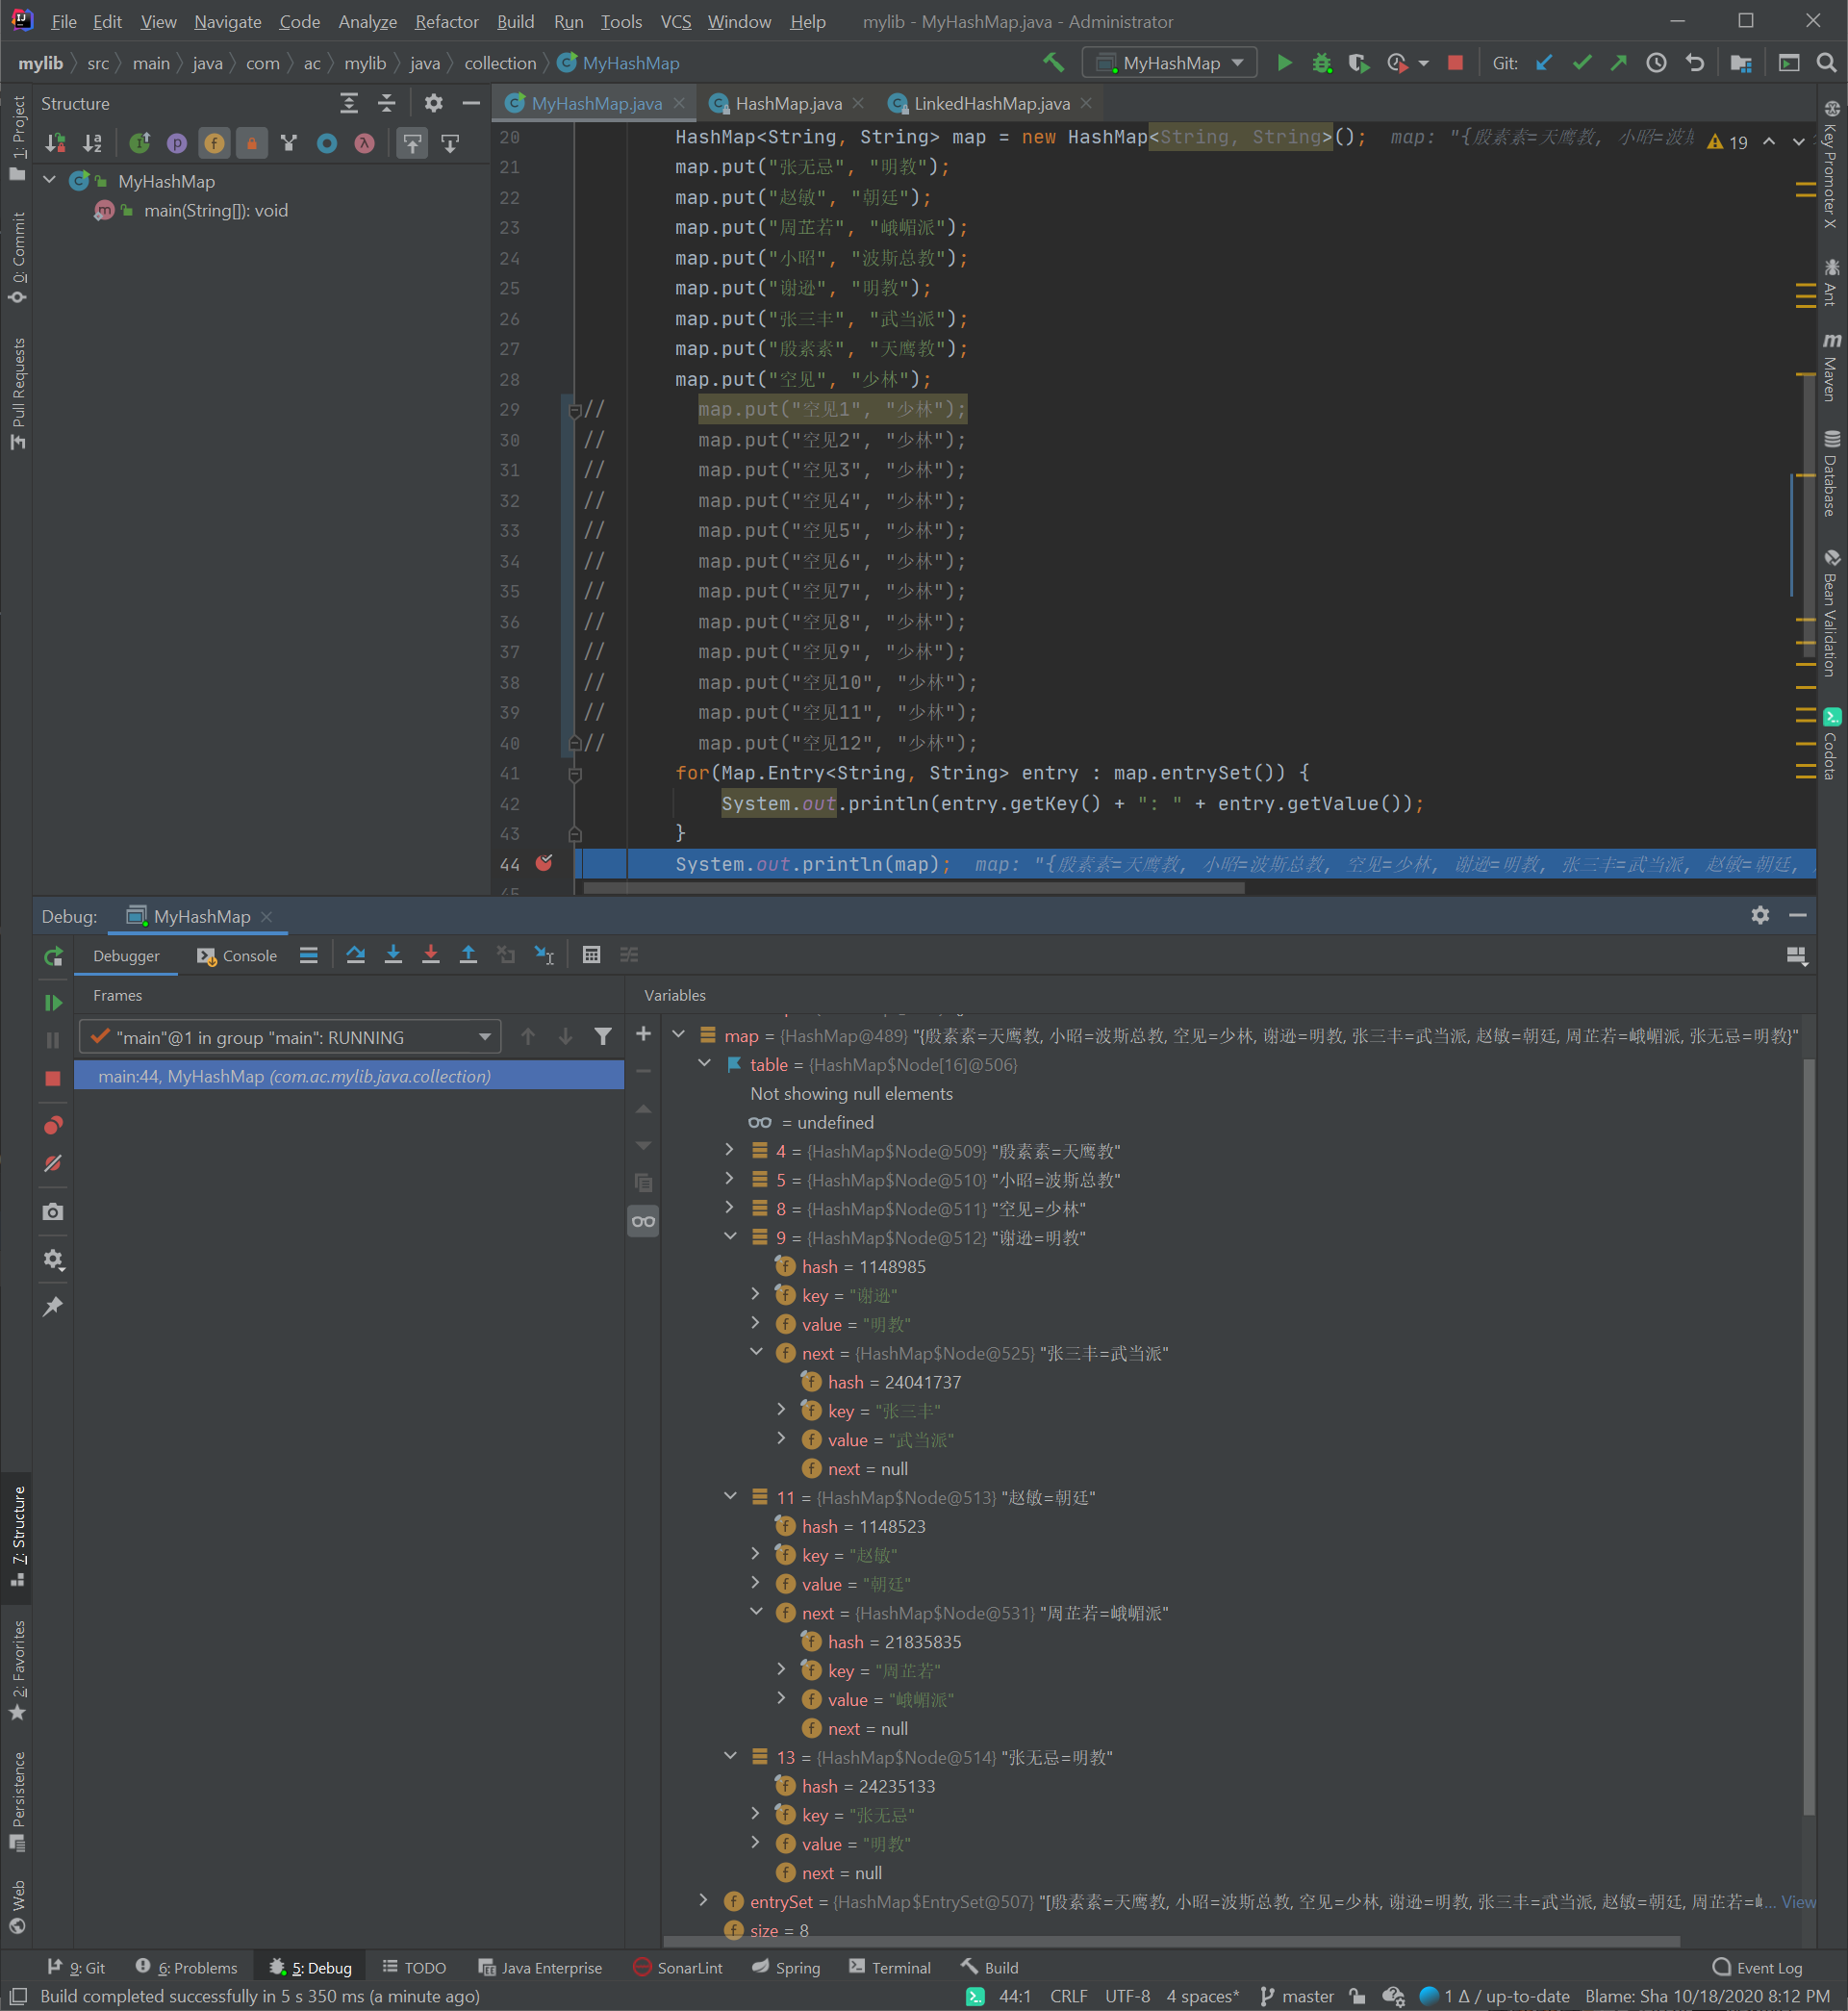 File Edit View Navigate Code Analyze Refactor Build Run Tools VCS Window Help mylib - MyHashMap.java - Administrator
mylib src main java com ac mylib java collection MyHashMap MyHashMap Git:
Structure
MyHashMap.java HashMap.java LinkedHashMap.java
MyHashMap
main(String[]): void
20 HashMap<String, String> map = new HashMap<String, String>(); map: "{殷素素=天鹰教, 小昭=波斯 19
21 map.put("张无忌", "明教");
22 map.put("赵敏", "朝廷");
23 map.put("周芷若", "峨嵋派");
24 map.put("小昭", "波斯总教");
25 map.put("谢逊", "明教");
26 map.put("张三丰", "武当派");
27 map.put("殷素素", "天鹰教");
28 map.put("空见", "少林");
29 // map.put("空见1", "少林");
30 // map.put("空见2", "少林");
31 // map.put("空见3", "少林");
32 // map.put("空见4", "少林");
33 // map.put("空见5", "少林");
34 // map.put("空见6", "少林");
35 // map.put("空见7", "少林");
36 // map.put("空见8", "少林");
37 // map.put("空见9", "少林");
38 // map.put("空见10", "少林");
39 // map.put("空见11", "少林");
40 // map.put("空见12", "少林");
41 for(Map.Entry<String, String> entry : map.entrySet()) {
42 System.out.println(entry.getKey() + ": " + entry.getValue());
43 }
44 System.out.println(map); map: "{殷素素=天鹰教, 小昭=波斯总教, 空见=少林, 谢逊=明教, 张三丰=武当派, 赵敏=朝廷,
45
1: Project
0: Commit
Pull Requests
7: Structure
2: Favorites
Persistence
Web
Key Promoter X
Ant
Maven
Database
Bean Validation
Codota
Debug: MyHashMap
Debugger Console
Frames
Variables
"main"@1 in group "main": RUNNING
main:44, MyHashMap (com.ac.mylib.java.collection)
map = {HashMap@489} "{殷素素=天鹰教, 小昭=波斯总教, 空见=少林, 谢逊=明教, 张三丰=武当派, 赵敏=朝廷, 周芷若=峨嵋派, 张无忌=明教}"
table = {HashMap$Node[16]@506}
Not showing null elements
= undefined
4 = {HashMap$Node@509} "殷素素=天鹰教"
5 = {HashMap$Node@510} "小昭=波斯总教"
8 = {HashMap$Node@511} "空见=少林"
9 = {HashMap$Node@512} "谢逊=明教"
hash = 1148985
key = "谢逊"
value = "明教"
next = {HashMap$Node@525} "张三丰=武当派"
hash = 24041737
key = "张三丰"
value = "武当派"
next = null
11 = {HashMap$Node@513} "赵敏=朝廷"
hash = 1148523
key = "赵敏"
value = "朝廷"
next = {HashMap$Node@531} "周芷若=峨嵋派"
hash = 21835835
key = "周芷若"
value = "峨嵋派"
next = null
13 = {HashMap$Node@514} "张无忌=明教"
hash = 24235133
key = "张无忌"
value = "明教"
next = null
entrySet = {HashMap$EntrySet@507} "[殷素素=天鹰教, 小昭=波斯总教, 空见=少林, 谢逊=明教, 张三丰=武当派, 赵敏=朝廷, 周芷若=... View
size = 8
9: Git 6: Problems 5: Debug TODO Java Enterprise SonarLint Spring Terminal Build Event Log
Build completed successfully in 5 s 350 ms (a minute ago) 44:1 CRLF UTF-8 4 spaces* master 1 Δ / up-to-date Blame: Sha 10/18/2020 8:12 PM